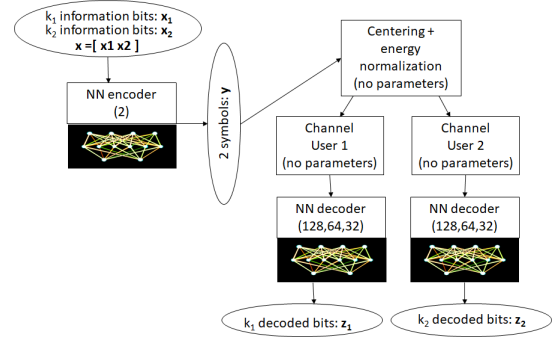 k₁ information bits: x₁
k₂ information bits: x₂
x =[ x1 x2 ]
NN encoder
(2)
2 symbols: y
Centering +
energy
normalization
(no parameters)
Channel
User 1
(no parameters)
Channel
User 2
(no parameters)
NN decoder
(128,64,32)
NN decoder
(128,64,32)
k₁ decoded bits: z₁
k₂ decoded bits: z₂